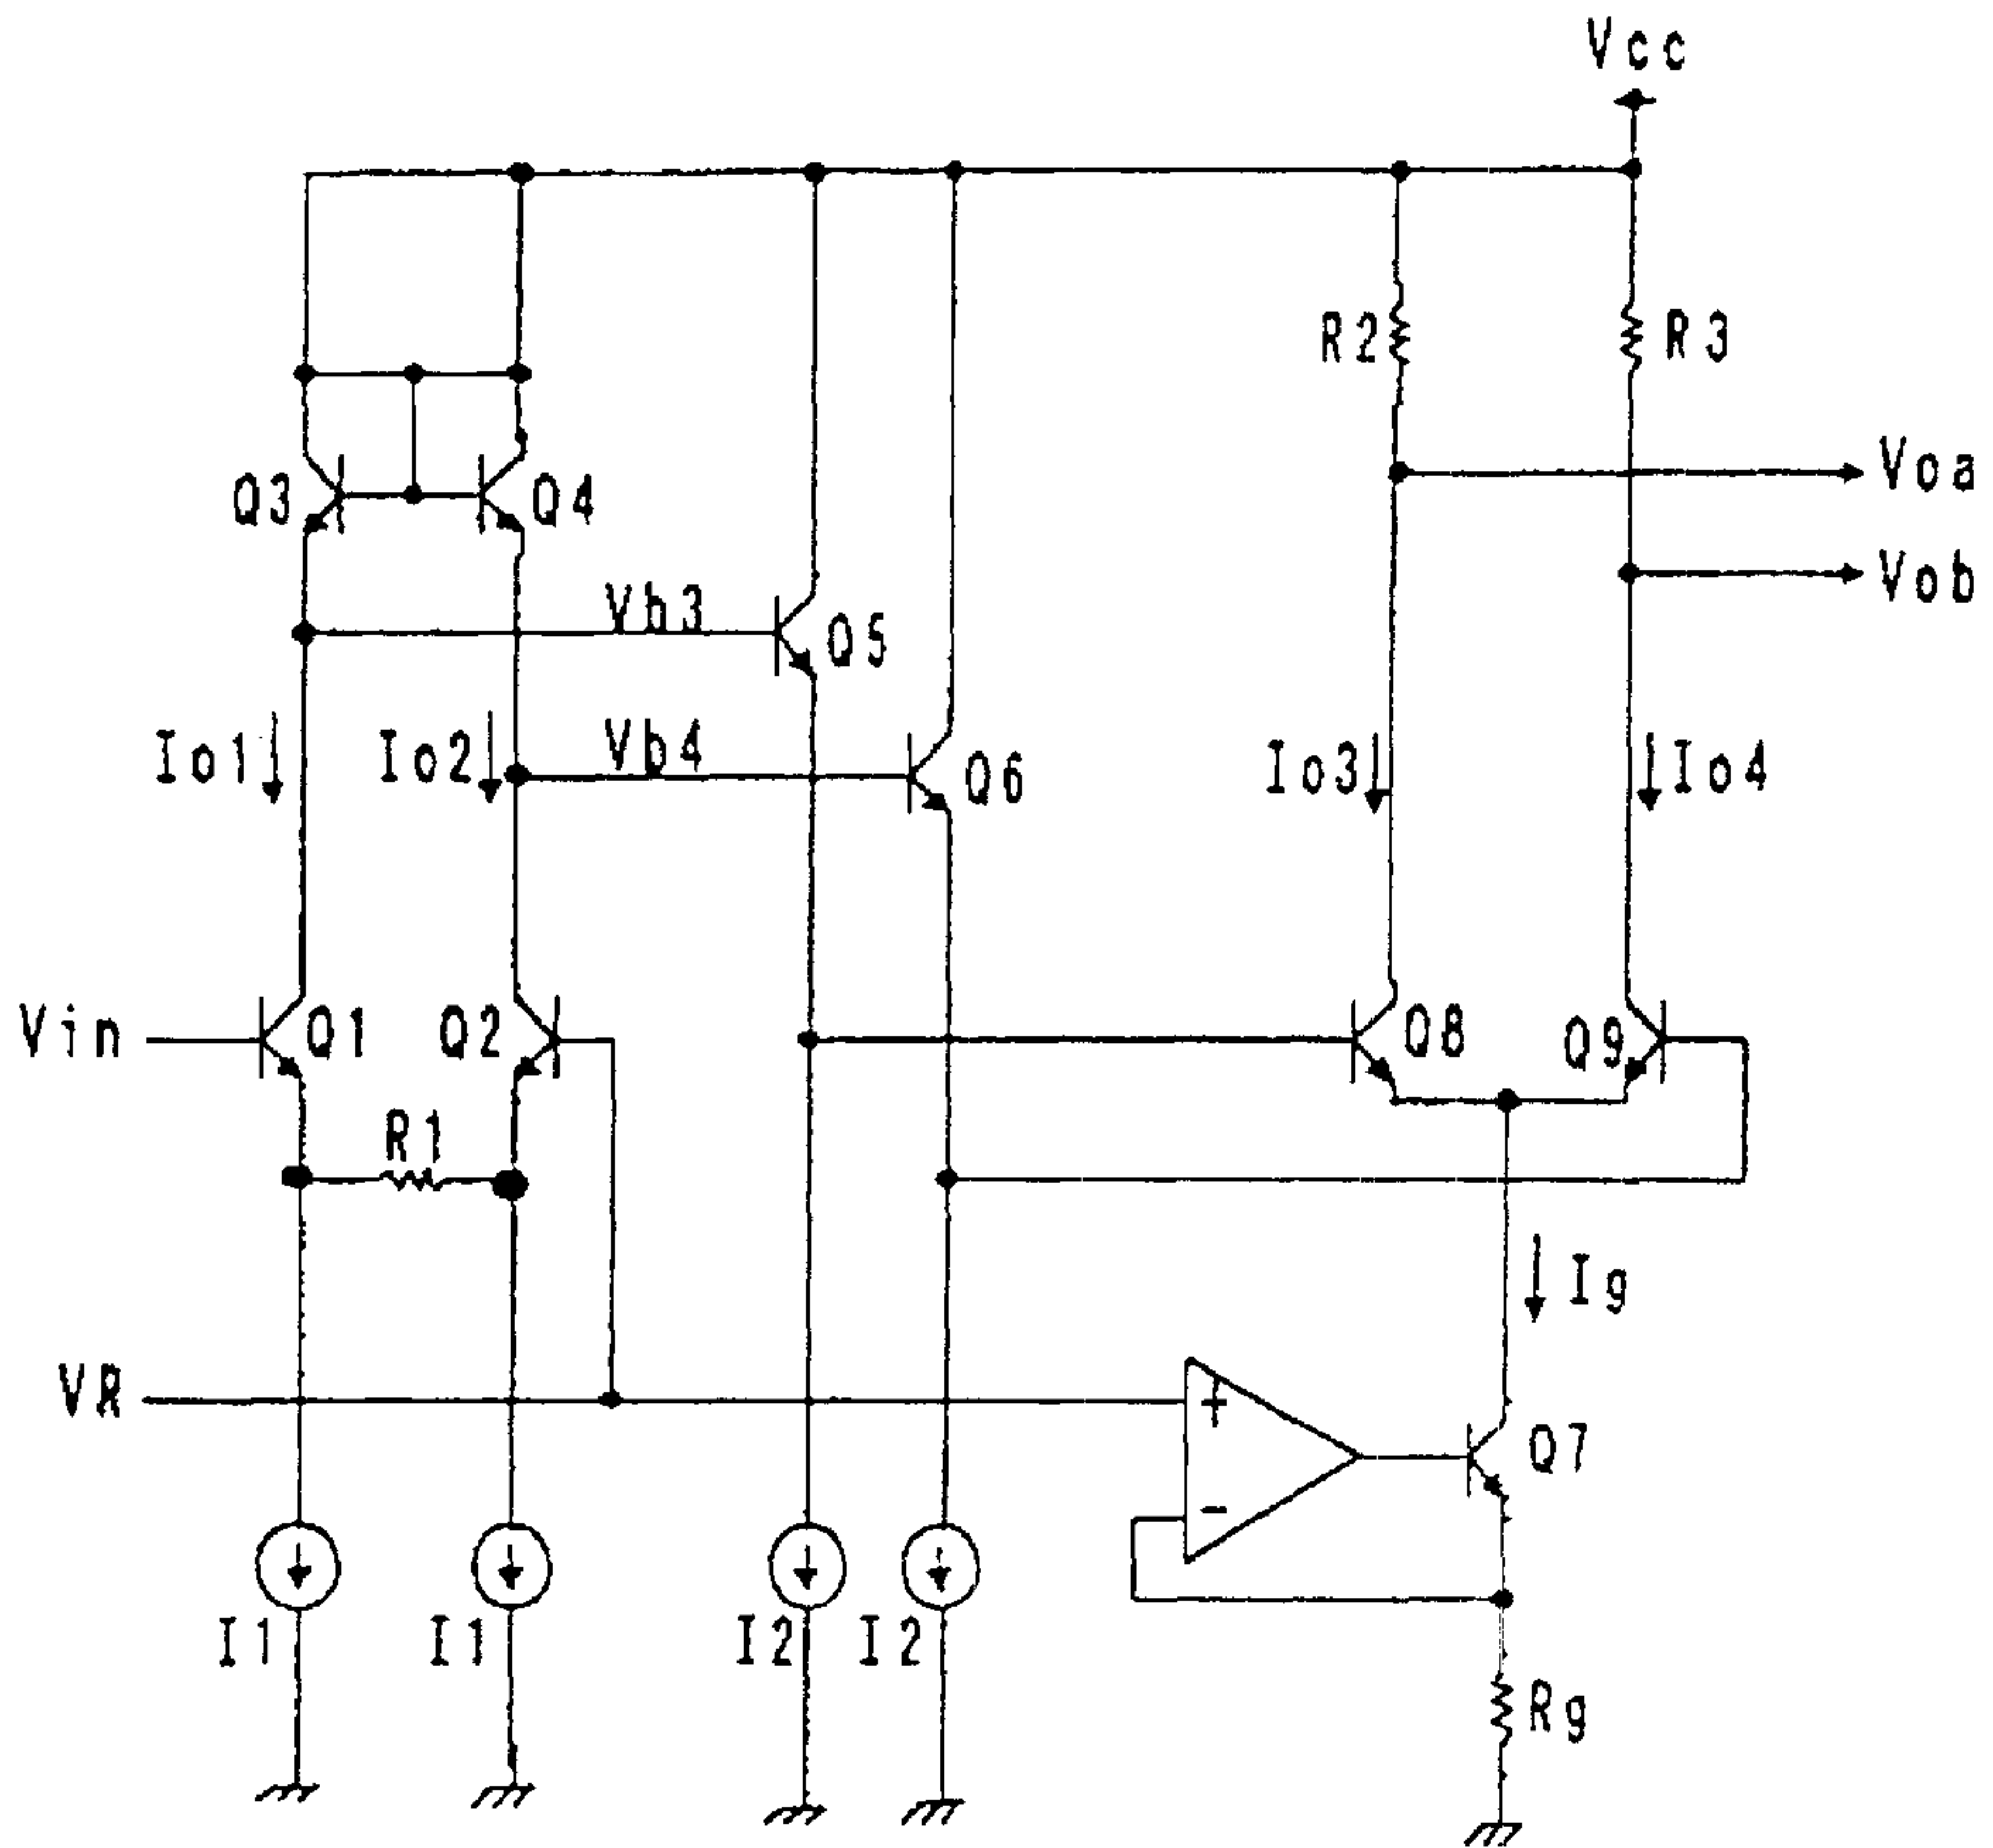 Vcc
R2
R3
Voa
Q3
Q4
Vob
Vb3
Q5
Io1
Io2
Vb4
Q6
Io3
Io4
Vin
Q1
Q2
Q8
Q9
R1
Ig
VR
+
Q7
-
I1
I1
I2
I2
Rg